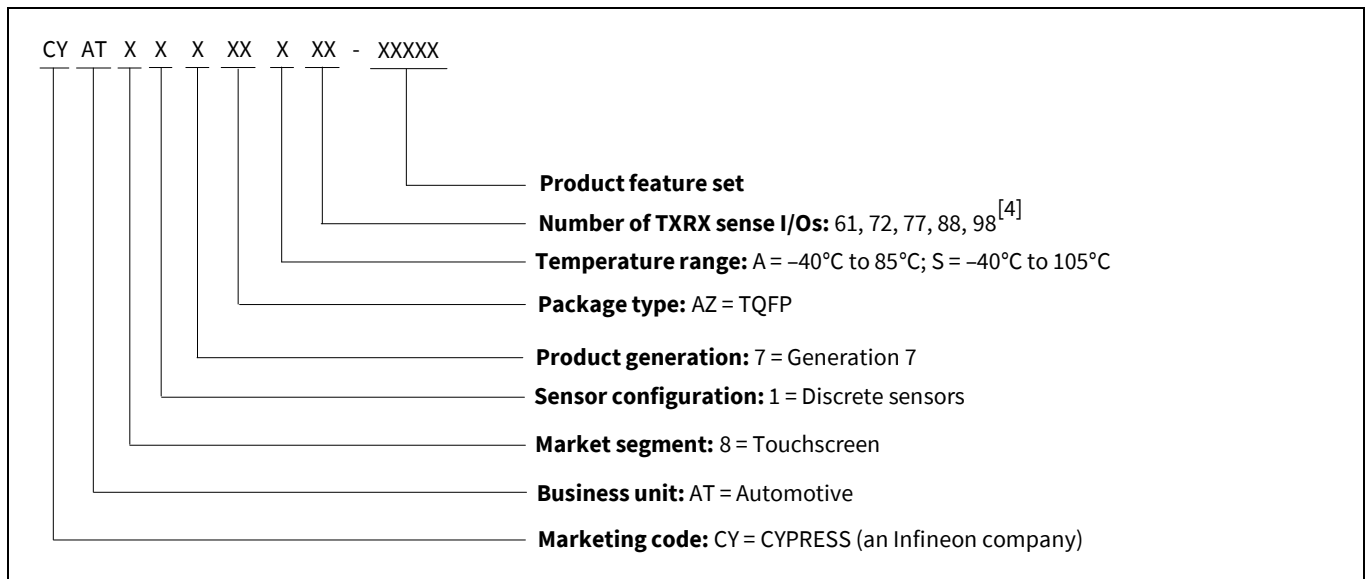 CY AT X X X XX X XX - XXXXX
Product feature set
Number of TXRX sense I/Os: 61, 72, 77, 88, 98[4]
Temperature range: A = –40°C to 85°C; S = –40°C to 105°C
Package type: AZ = TQFP
Product generation: 7 = Generation 7
Sensor configuration: 1 = Discrete sensors
Market segment: 8 = Touchscreen
Business unit: AT = Automotive
Marketing code: CY = CYPRESS (an Infineon company)